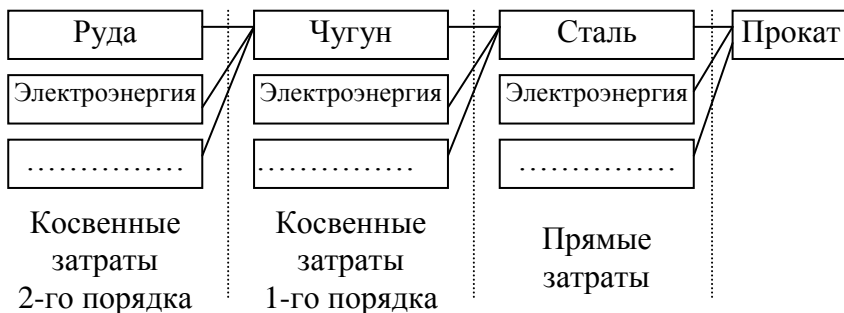 Руда Чугун Сталь Прокат
Электроэнергия Электроэнергия Электроэнергия
............... ............... ...............
Косвенные затраты 2-го порядка
Косвенные затраты 1-го порядка
Прямые затраты